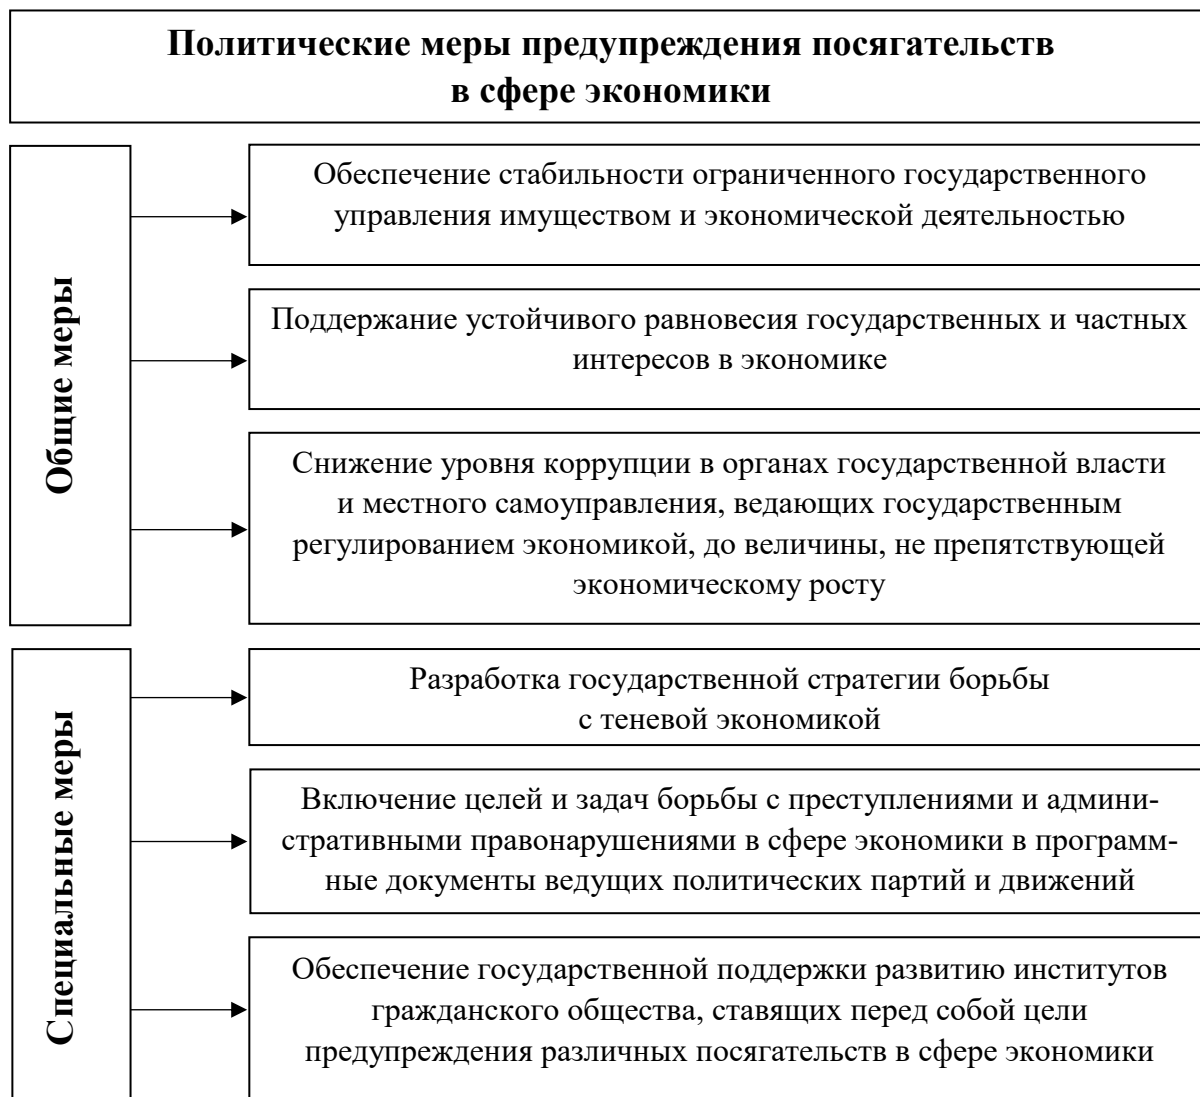 Политические меры предупреждения посягательств
в сфере экономики
Общие меры
Обеспечение стабильности ограниченного государственного
управления имуществом и экономической деятельностью
Поддержание устойчивого равновесия государственных и частных
интересов в экономике
Снижение уровня коррупции в органах государственной власти
и местного самоуправления, ведающих государственным
регулированием экономикой, до величины, не препятствующей
экономическому росту
Специальные меры
Разработка государственной стратегии борьбы
с теневой экономикой
Включение целей и задач борьбы с преступлениями и админи-
стративными правонарушениями в сфере экономики в программ-
ные документы ведущих политических партий и движений
Обеспечение государственной поддержки развитию институтов
гражданского общества, ставящих перед собой цели
предупреждения различных посягательств в сфере экономики